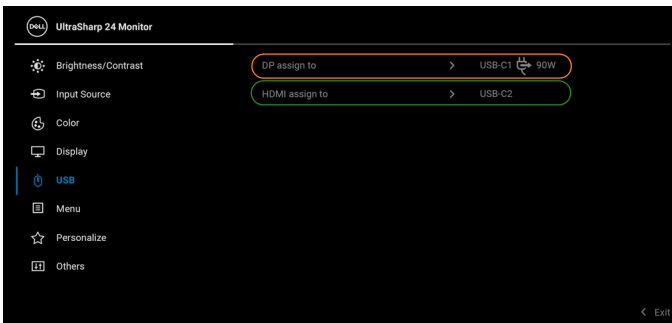 DELL UltraSharp 24 Monitor
Brightness/Contrast
DP assign to > USB-C1 90W
Input Source
HDMI assign to > USB-C2
Color
Display
USB
Menu
Personalize
Others
< Exit